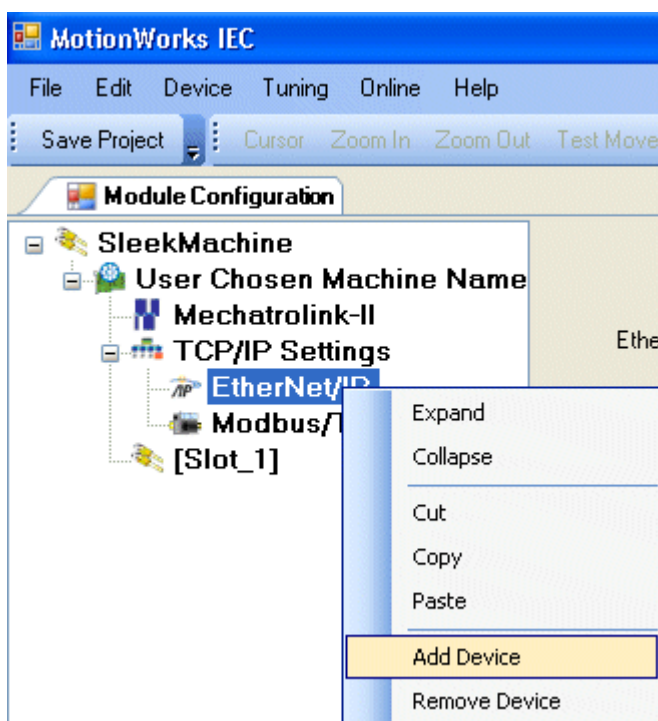 MotionWorks IEC
File Edit Device Tuning Online Help
Save Project Cursor Zoom In Zoom Out Test Move
Module Configuration
SleekMachine
User Chosen Machine Name
Mechatrolink-II
TCP/IP Settings
Ethe
EtherNet/IP
Modbus/T
[Slot_1]
Expand
Collapse
Cut
Copy
Paste
Add Device
Remove Device